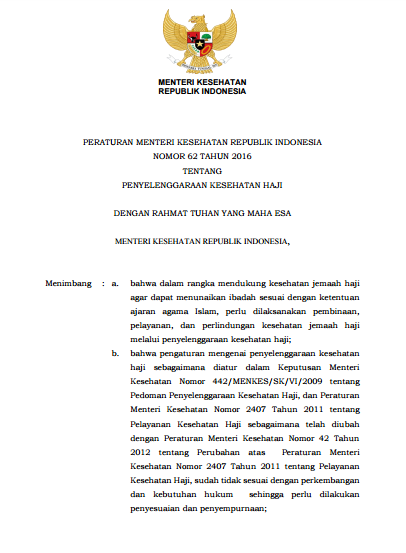 MENTERI KESEHATAN
REPUBLIK INDONESIA
PERATURAN MENTERI KESEHATAN REPUBLIK INDONESIA
NOMOR 62 TAHUN 2016
TENTANG
PENYELENGGARAAN KESEHATAN HAJI
DENGAN RAHMAT TUHAN YANG MAHA ESA
MENTERI KESEHATAN REPUBLIK INDONESIA,
Menimbang : a. bahwa dalam rangka mendukung kesehatan jemaah haji
agar dapat menunaikan ibadah sesuai dengan ketentuan
ajaran agama Islam, perlu dilaksanakan pembinaan,
pelayanan, dan perlindungan kesehatan jemaah haji
melalui penyelenggaraan kesehatan haji;
b. bahwa pengaturan mengenai penyelenggaraan kesehatan
haji sebagaimana diatur dalam Keputusan Menteri
Kesehatan Nomor 442/MENKES/SK/VI/2009 tentang
Pedoman Penyelenggaraan Kesehatan Haji, dan Peraturan
Menteri Kesehatan Nomor 2407 Tahun 2011 tentang
Pelayanan Kesehatan Haji sebagaimana telah diubah
dengan Peraturan Menteri Kesehatan Nomor 42 Tahun
2012 tentang Perubahan atas Peraturan Menteri
Kesehatan Nomor 2407 Tahun 2011 tentang Pelayanan
Kesehatan Haji, sudah tidak sesuai dengan perkembangan
dan kebutuhan hukum sehingga perlu dilakukan
penyesuaian dan penyempurnaan;